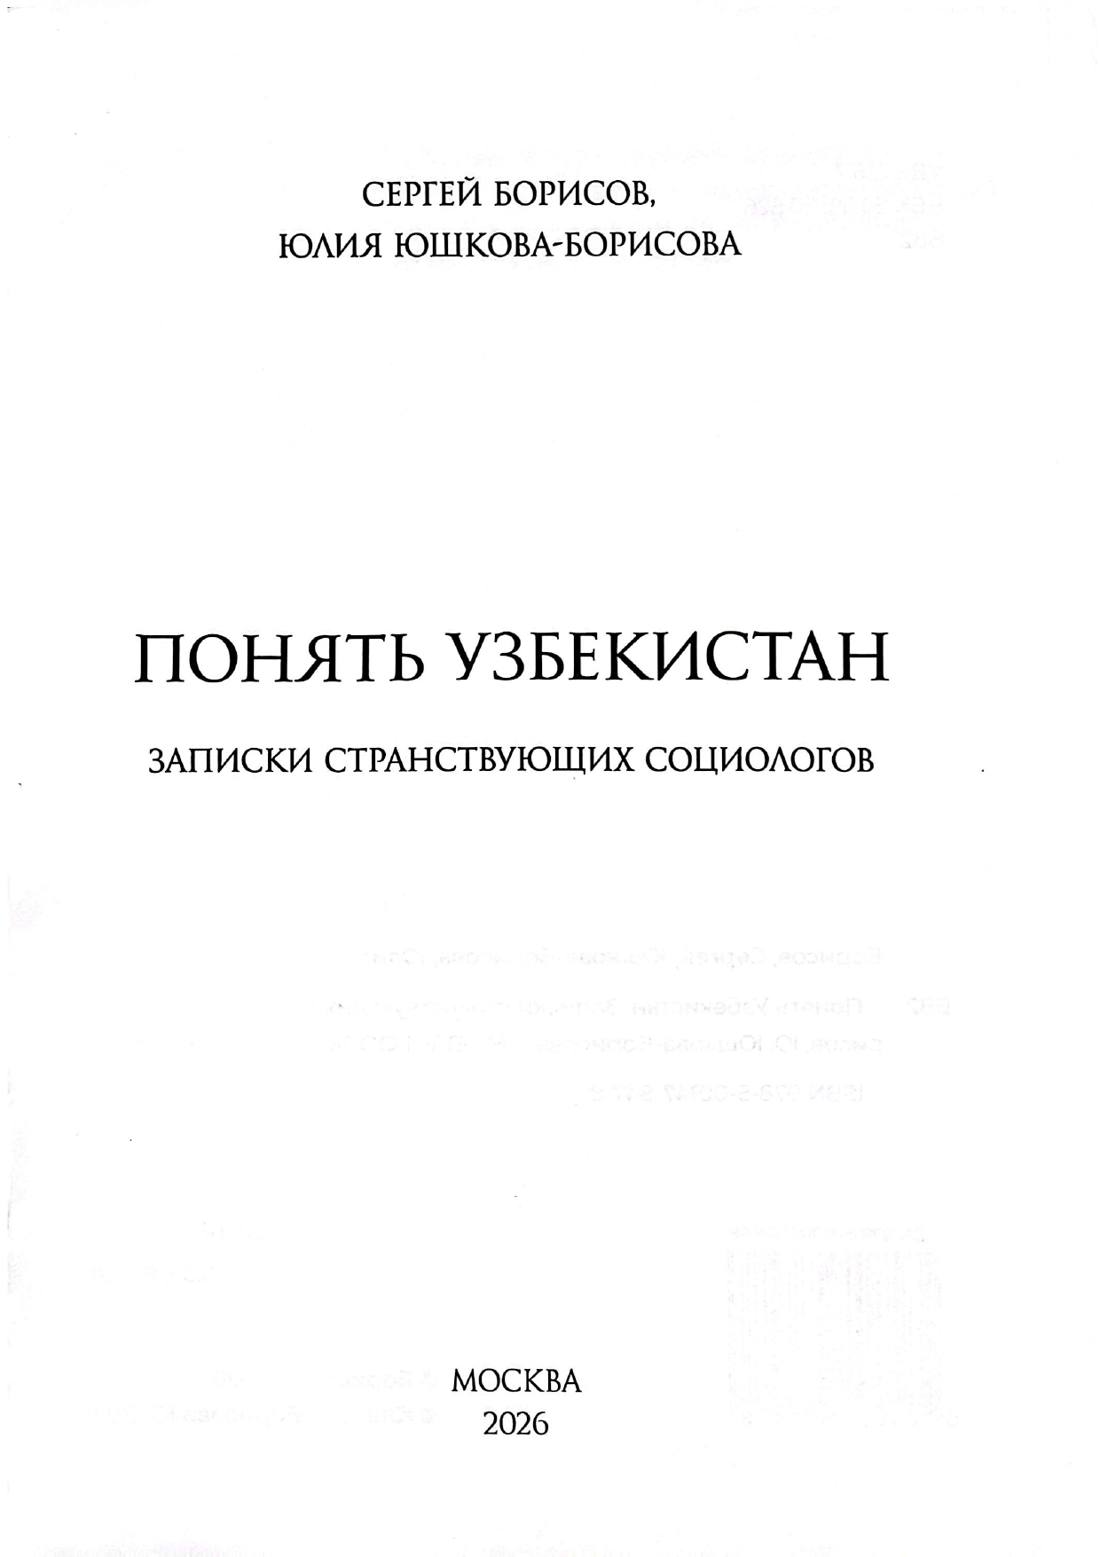 СЕРГЕЙ БОРИСОВ,
ЮЛИЯ ЮШКОВА-БОРИСОВА
ПОНЯТЬ УЗБЕКИСТАН
ЗАПИСКИ СТРАНСТВУЮЩИХ СОЦИОЛОГОВ
МОСКВА
2026